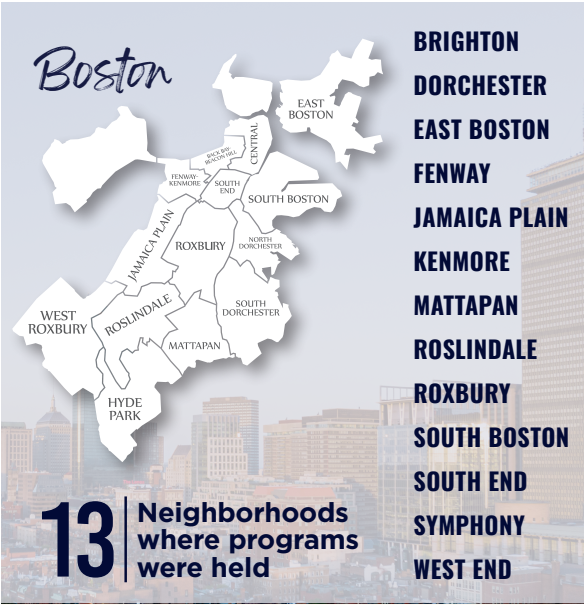 Boston
EAST
BOSTON
CENTRAL
BACK BAY-
BEACON HILL
FENWAY-
KENMORE
SOUTH
END
SOUTH BOSTON
JAMAICA PLAIN
ROXBURY
NORTH
DORCHESTER
WEST
ROXBURY
ROSLINDALE
SOUTH
DORCHESTER
MATTAPAN
HYDE
PARK
13
Neighborhoods
where programs
were held
BRIGHTON
DORCHESTER
EAST BOSTON
FENWAY
JAMAICA PLAIN
KENMORE
MATTAPAN
ROSLINDALE
ROXBURY
SOUTH BOSTON
SOUTH END
SYMPHONY
WEST END